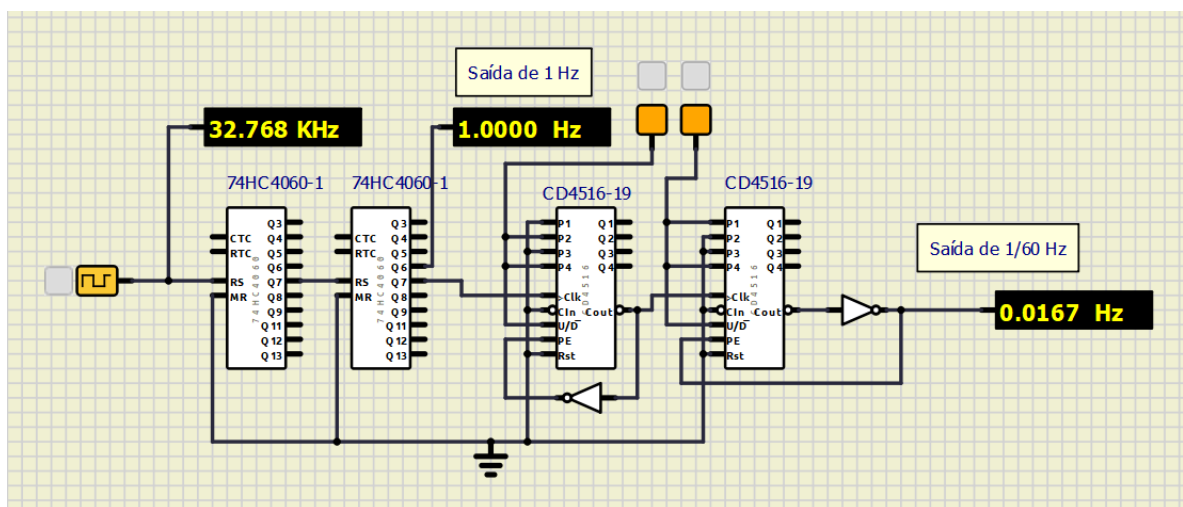 Saída de 1 Hz
32.768 KHz
1.0000 Hz
74HC4060-1
74HC4060-1
CD4516-19
CD4516-19
Q3
CTC Q4
RTC Q5
Q6
RS Q7
MR Q8
Q9
Q11
Q12
Q13
74HC4060
Q3
CTC Q4
RTC Q5
Q6
RS Q7
MR Q8
Q9
Q11
Q12
Q13
74HC4060
P1 Q1
P2 Q2
P3 Q3
P4 Q4
>Clk
CIn Cout
U/D
PE
Rst
CD4516
P1 Q1
P2 Q2
P3 Q3
P4 Q4
>Clk
CIn Cout
U/D
PE
Rst
CD4516
Saída de 1/60 Hz
0.0167 Hz